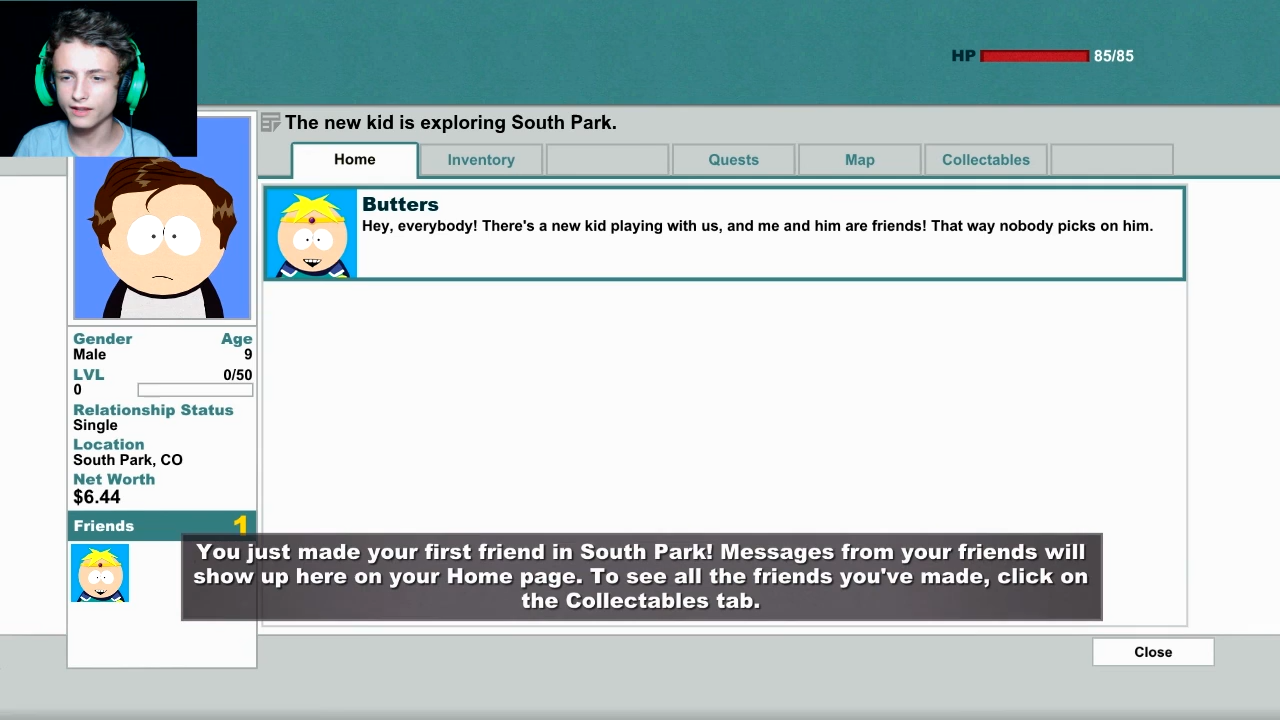 HP 85/85
The new kid is exploring South Park.
Home Inventory Quests Map Collectables
Butters
Hey, everybody! There's a new kid playing with us, and me and him are friends! That way nobody picks on him.
Gender Age
Male 9
LVL 0/50
0
Relationship Status
Single
Location
South Park, CO
Net Worth
$6.44
Friends 1
You just made your first friend in South Park! Messages from your friends will
show up here on your Home page. To see all the friends you've made, click on
the Collectables tab.
Close